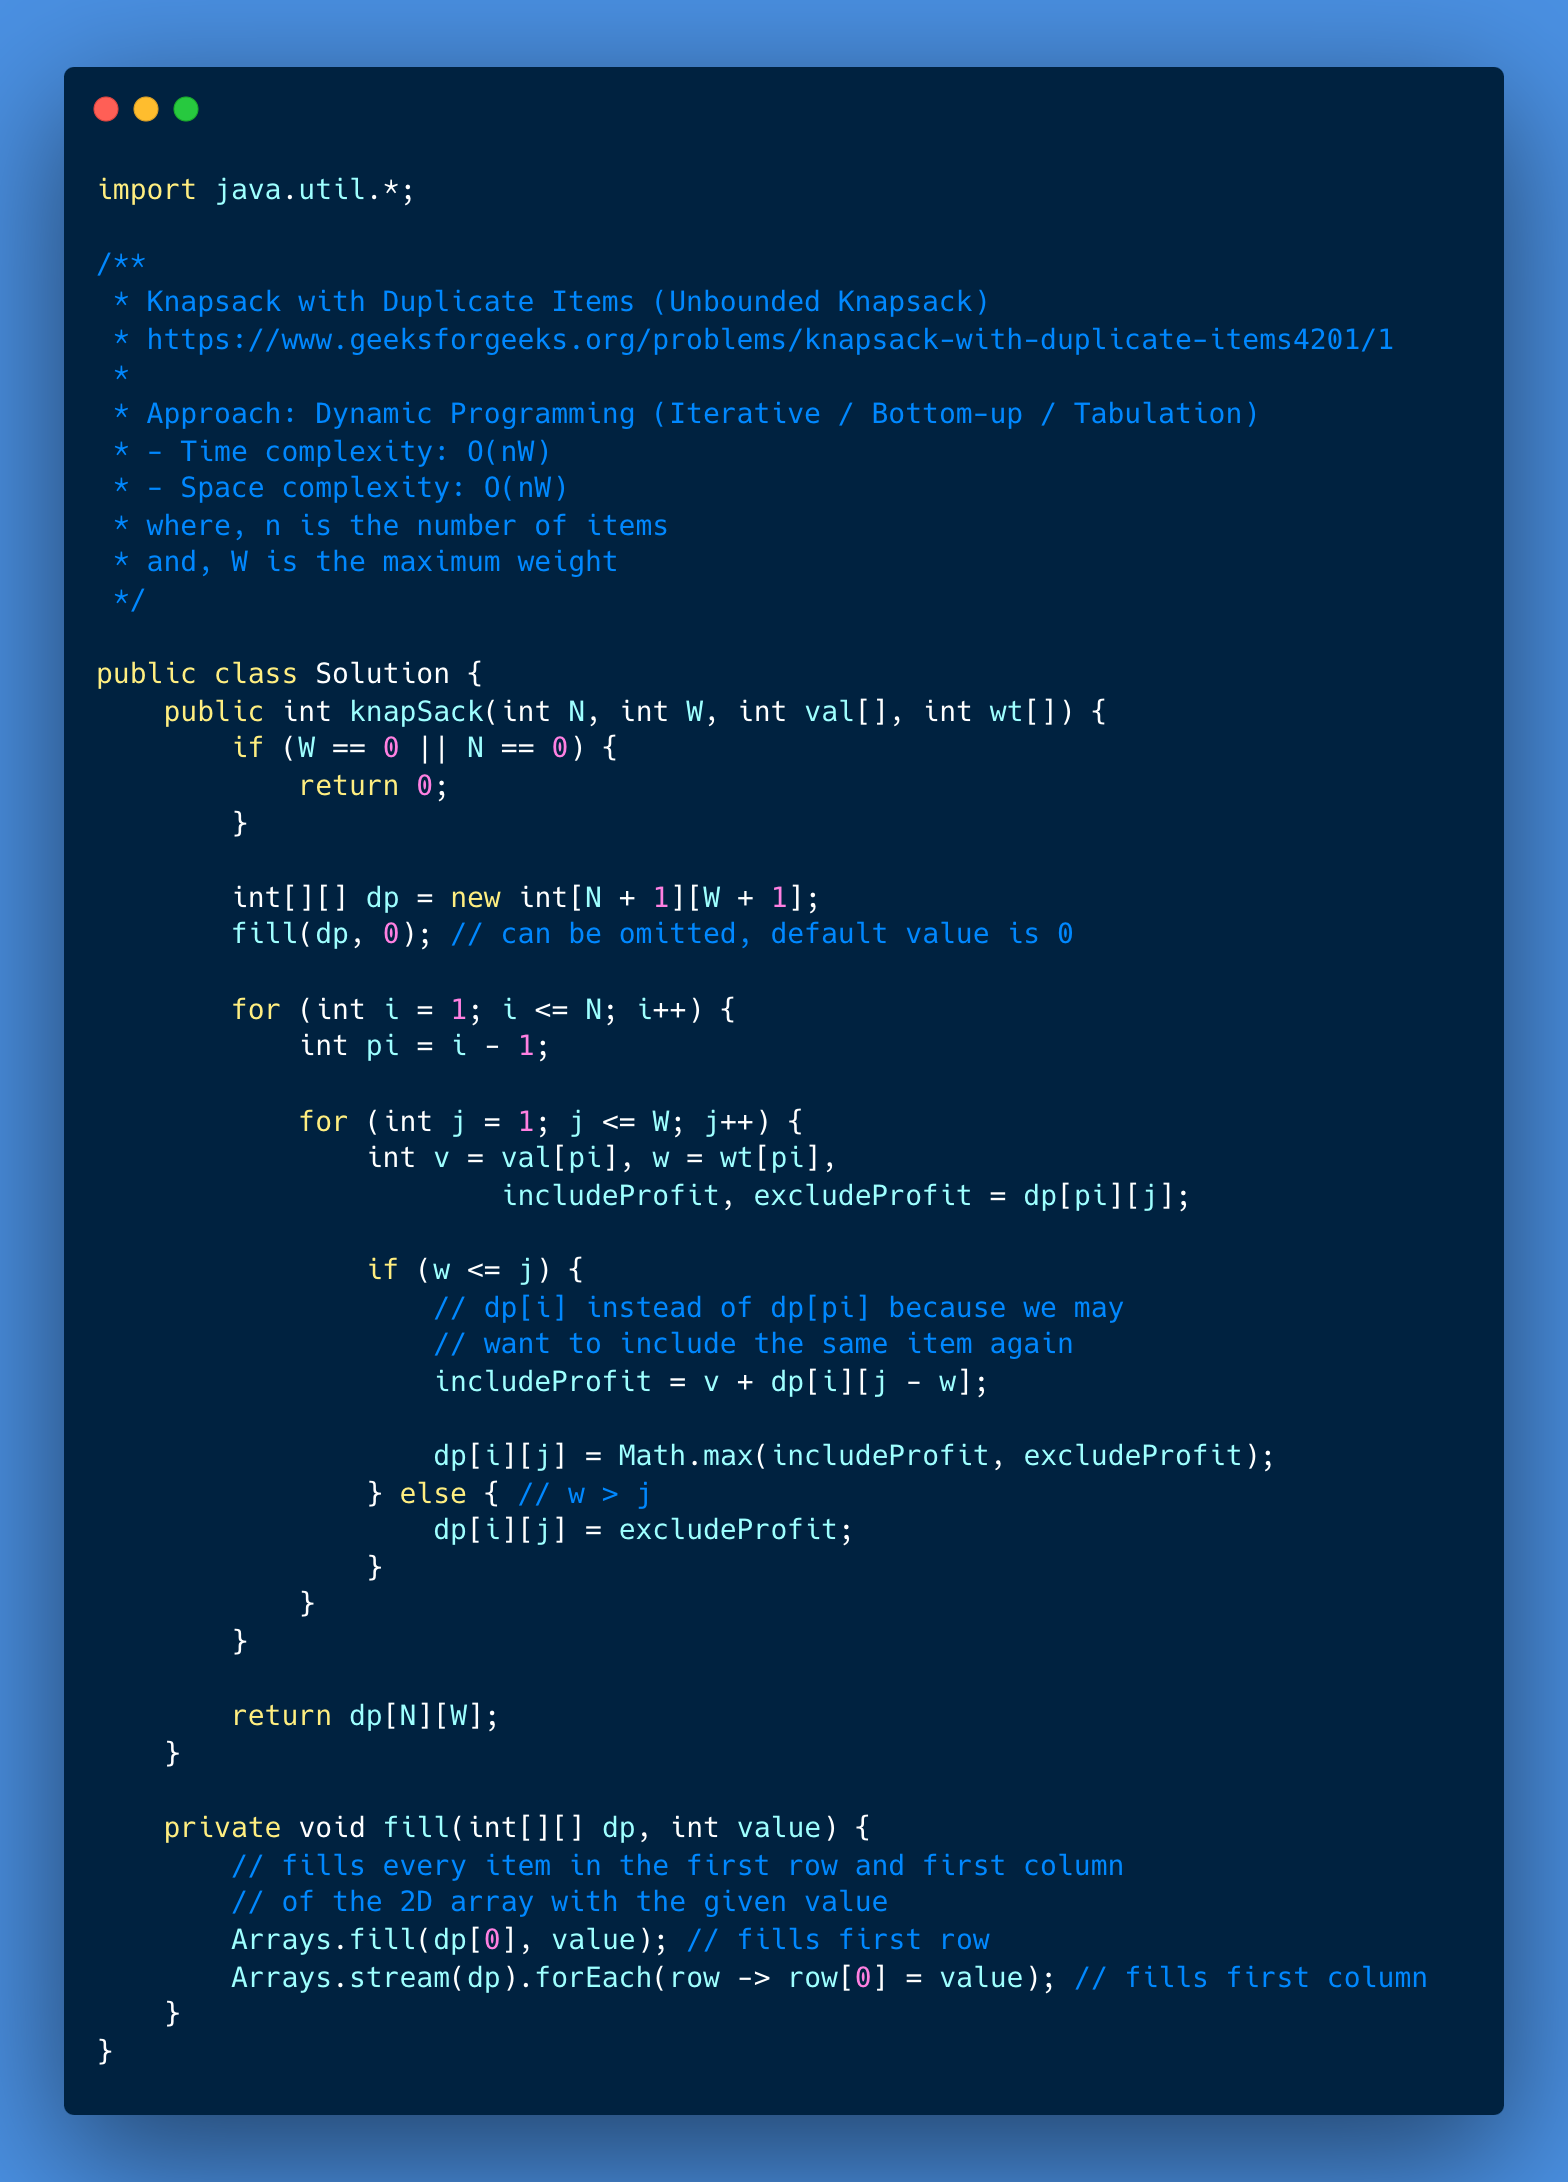 import java.util.*;
/**
 * Knapsack with Duplicate Items (Unbounded Knapsack)
 * https://www.geeksforgeeks.org/problems/knapsack-with-duplicate-items4201/1
 *
 * Approach: Dynamic Programming (Iterative / Bottom-up / Tabulation)
 * - Time complexity: O(nW)
 * - Space complexity: O(nW)
 * where, n is the number of items
 * and, W is the maximum weight
 */
public class Solution {
    public int knapSack(int N, int W, int val[], int wt[]) {
        if (W == 0 || N == 0) {
            return 0;
        }
        int[][] dp = new int[N + 1][W + 1];
        fill(dp, 0); // can be omitted, default value is 0
        for (int i = 1; i <= N; i++) {
            int pi = i - 1;
            for (int j = 1; j <= W; j++) {
                int v = val[pi], w = wt[pi],
                        includeProfit, excludeProfit = dp[pi][j];
                if (w <= j) {
                    // dp[i] instead of dp[pi] because we may
                    // want to include the same item again
                    includeProfit = v + dp[i][j - w];
                    dp[i][j] = Math.max(includeProfit, excludeProfit);
                } else { // w > j
                    dp[i][j] = excludeProfit;
                }
            }
        }
        return dp[N][W];
    }
    private void fill(int[][] dp, int value) {
        // fills every item in the first row and first column
        // of the 2D array with the given value
        Arrays.fill(dp[0], value); // fills first row
        Arrays.stream(dp).forEach(row -> row[0] = value); // fills first column
    }
}